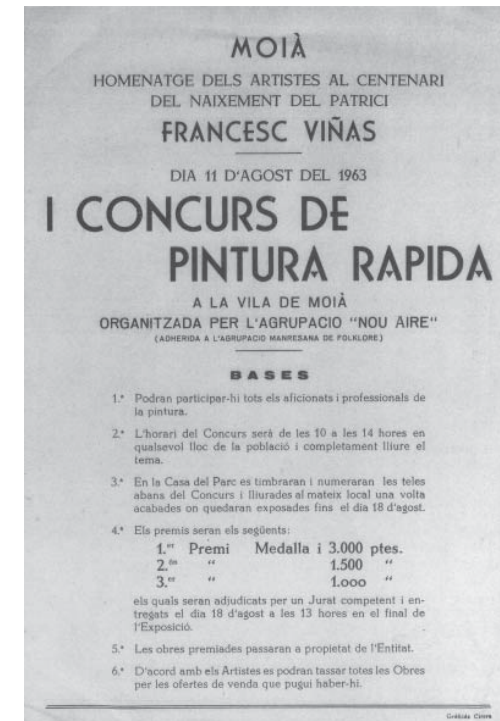 MOIÀ
HOMENATGE DELS ARTISTES AL CENTENARI
DEL NAIXEMENT DEL PATRICI
FRANCESC VIÑAS
DIA 11 D'AGOST DEL 1963
I CONCURS DE
PINTURA RAPIDA
A LA VILA DE MOIÀ
ORGANITZADA PER L'AGRUPACIO "NOU AIRE"
(ADHERIDA A L'AGRUPACIO MANRESANA DE FOLKLORE)
BASES
1.ª Podran participar-hi tots els aficionats i professionals de
la pintura.
2.ª L'horari del Concurs serà de les 10 a les 14 hores en
qualsevol lloc de la població i completament lliure el
tema.
3.ª En la Casa del Parc es timbraran i numeraran les teles
abans del Concurs i lliurades al mateix local una volta
acabades on quedaran exposades fins el dia 18 d'agost.
4.ª Els premis seran els següents:
1.er Premi Medalla i 3.000 ptes.
2.on " 1.500 "
3.er " 1.000 "
els quals seran adjudicats per un Jurat competent i en-
tregats el dia 18 d'agost a les 13 hores en el final de
l'Exposició.
5.ª Les obres premiades passaran a propietat de l'Entitat.
6.ª D'acord amb els Artistes es podran tassar totes les Obres
per les ofertes de venda que pugui haber-hi.